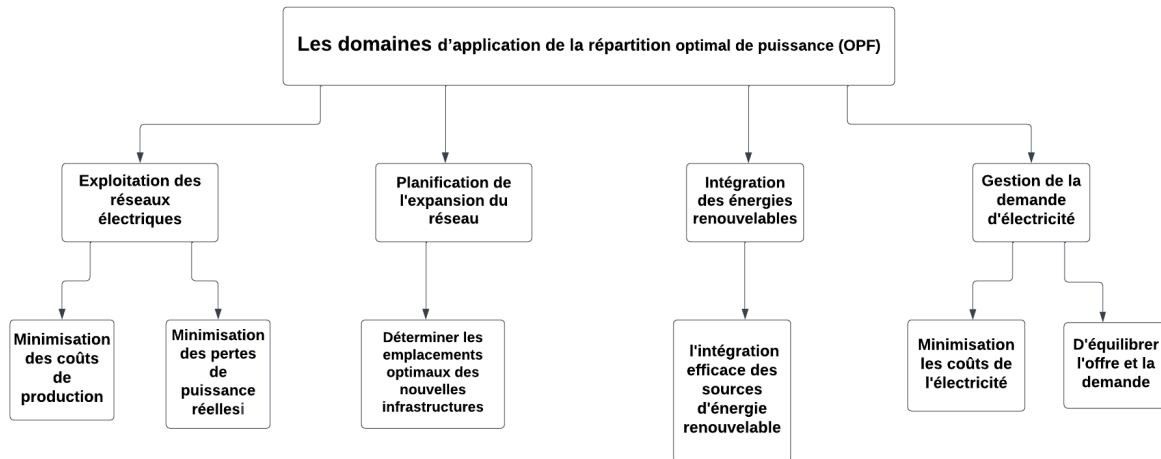 Les domaines d'application de la répartition optimal de puissance (OPF)
Exploitation des
réseaux
électriques
Planification de
l'expansion du
réseau
Intégration
des énergies
renouvelables
Gestion de la
demande
d'électricité
Minimisation
des coûts
de
production
Minimisation
des pertes
de
puissance
réellesi
Déterminer les
emplacements
optimaux des
nouvelles
infrastructures
l'intégration
efficace des
sources
d'énergie
renouvelable
Minimisation
les coûts de
l'électricité
D'équilibrer
l'offre et la
demande